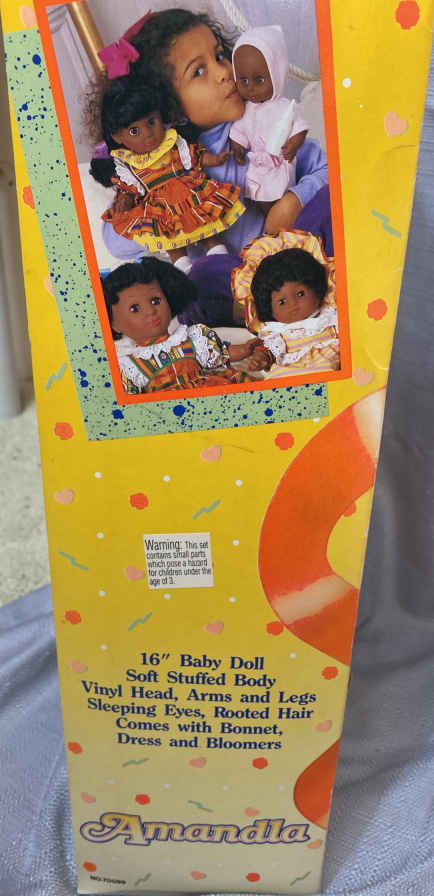 Warning: This set
contains small parts
which pose a hazard
for children under the
age of 3.
16" Baby Doll
Soft Stuffed Body
Vinyl Head, Arms and Legs
Sleeping Eyes, Rooted Hair
Comes with Bonnet,
Dress and Bloomers
Amandla